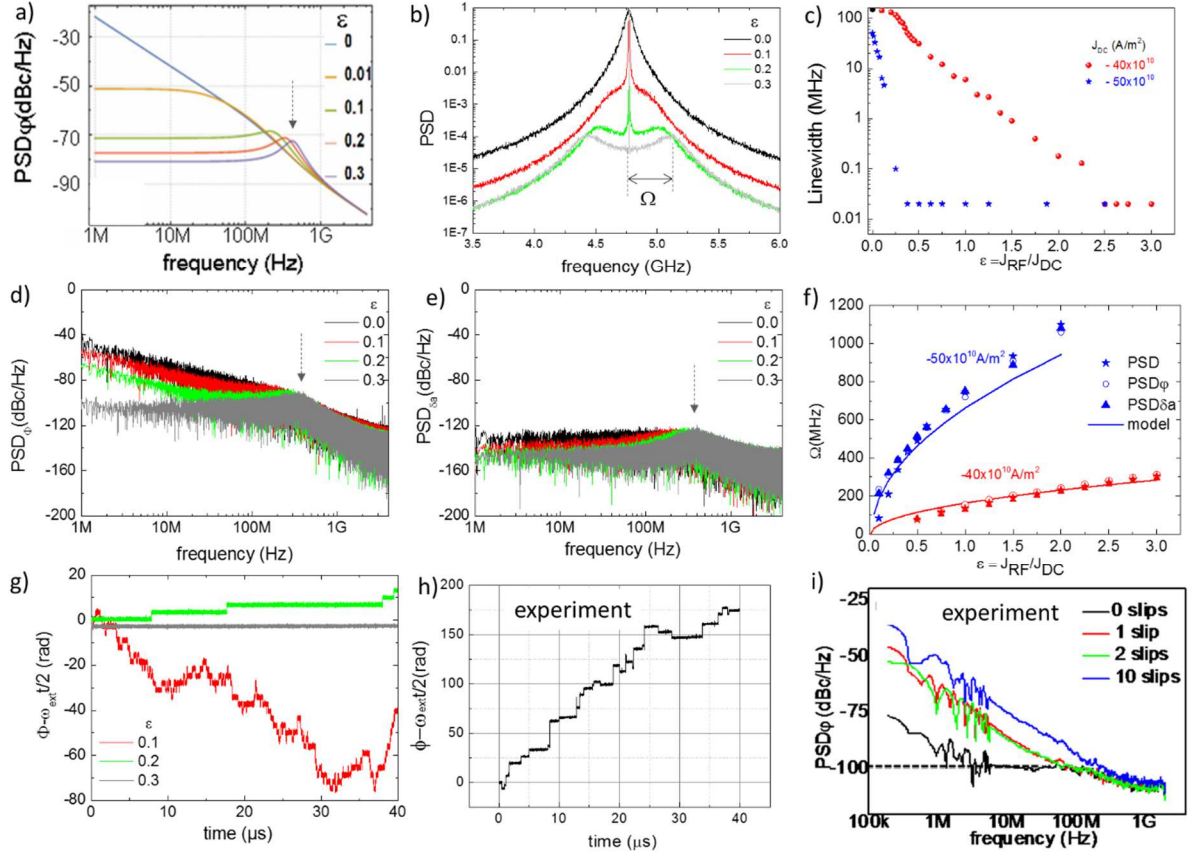 a)
ε
0
0.01
0.1
0.2
0.3
-30
-50
-70
-90
PSDφ(dBc/Hz)
1M 10M 100M 1G
frequency (Hz)
b)
ε
0.0
0.1
0.2
0.3
1
0.1
0.01
1E-3
1E-4
1E-5
1E-6
1E-7
PSD
Ω
3.5 4.0 4.5 5.0 5.5 6.0
frequency (GHz)
c)
100
10
1
0.1
0.01
Linewidth (MHz)
J_DC (A/m²)
- 40x10¹⁰
- 50x10¹⁰
0.0 0.5 1.0 1.5 2.0 2.5 3.0
ε = J_RF/J_DC
d)
0
-40
-80
-120
-160
-200
PSD_Φ(dBc/Hz)
ε
0.0
0.1
0.2
0.3
1M 10M 100M 1G
frequency (Hz)
e)
0
-40
-80
-120
-160
-200
PSD_δa(dBc/Hz)
ε
0.0
0.1
0.2
0.3
1M 10M 100M 1G
frequency (Hz)
f)
1200
1000
800
600
400
200
0
Ω(MHz)
-50x10¹⁰A/m²
-40x10¹⁰A/m²
PSD
PSDφ
PSDδa
model
0.0 0.5 1.0 1.5 2.0 2.5 3.0
ε = J_RF/J_DC
g)
20
0
-20
-40
-60
-80
Φ-ω_ext t/2 (rad)
ε
0.1
0.2
0.3
0 10 20 30 40
time (μs)
h)
experiment
200
175
150
125
100
75
50
25
0
ϕ−ω_ext t/2 (rad)
0 10 20 30 40
time (μs)
i)
experiment
0 slips
1 slip
2 slips
10 slips
-25
-50
-75
-100
PSDφ (dBc/Hz)
100k 1M 10M 100M 1G
frequency (Hz)